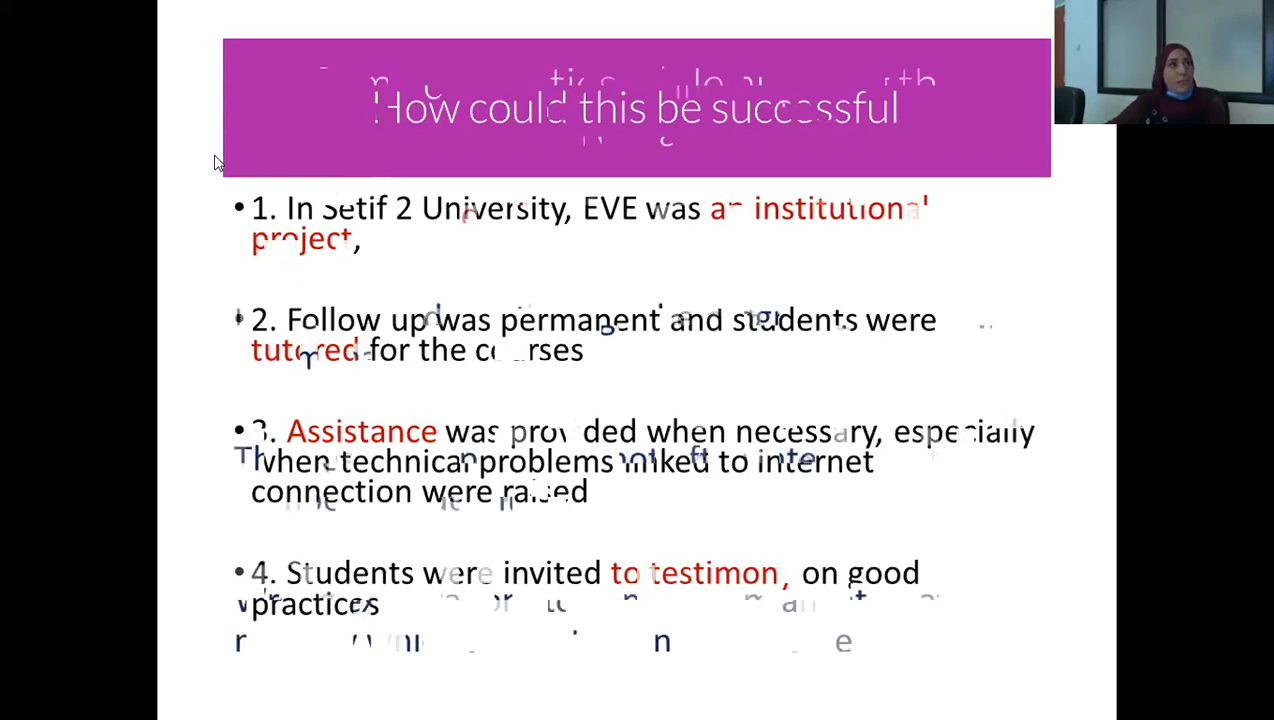 How could this be successful
• 1. In Setif 2 University, EVE was an institutional
project,
• 2. Follow up was permanent and students were
tutored for the courses
• 3. Assistance was provided when necessary, especially
when technical problems linked to internet
connection were raised
• 4. Students were invited to testimon, on good
practices